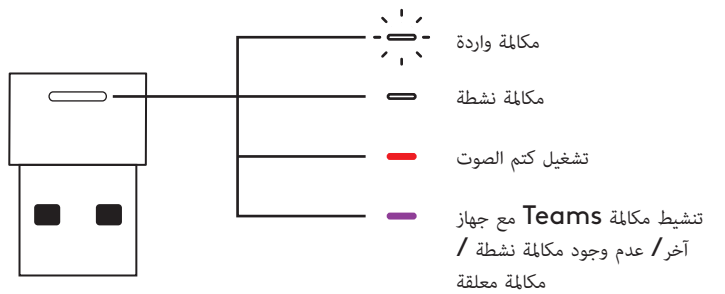 مكالمة واردة
مكالمة نشطة
تشغيل كتم الصوت
تنشيط مكالمة Teams مع جهاز
آخر/ عدم وجود مكالمة نشطة /
مكالمة معلقة